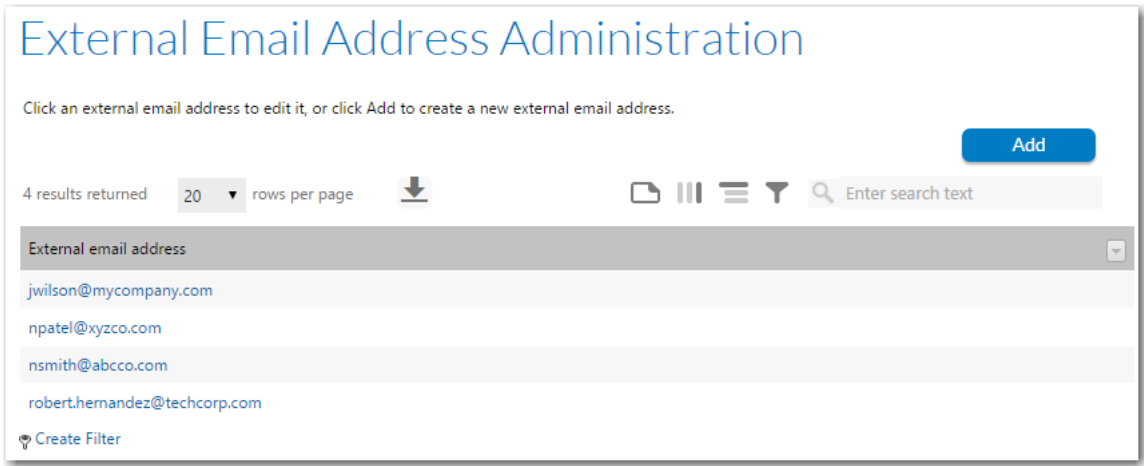 External Email Address Administration
Click an external email address to edit it, or click Add to create a new external email address.
Add
4 results returned 20 rows per page Enter search text
External email address
jwilson@mycompany.com
npatel@xyzco.com
nsmith@abcco.com
robert.hernandez@techcorp.com
Create Filter